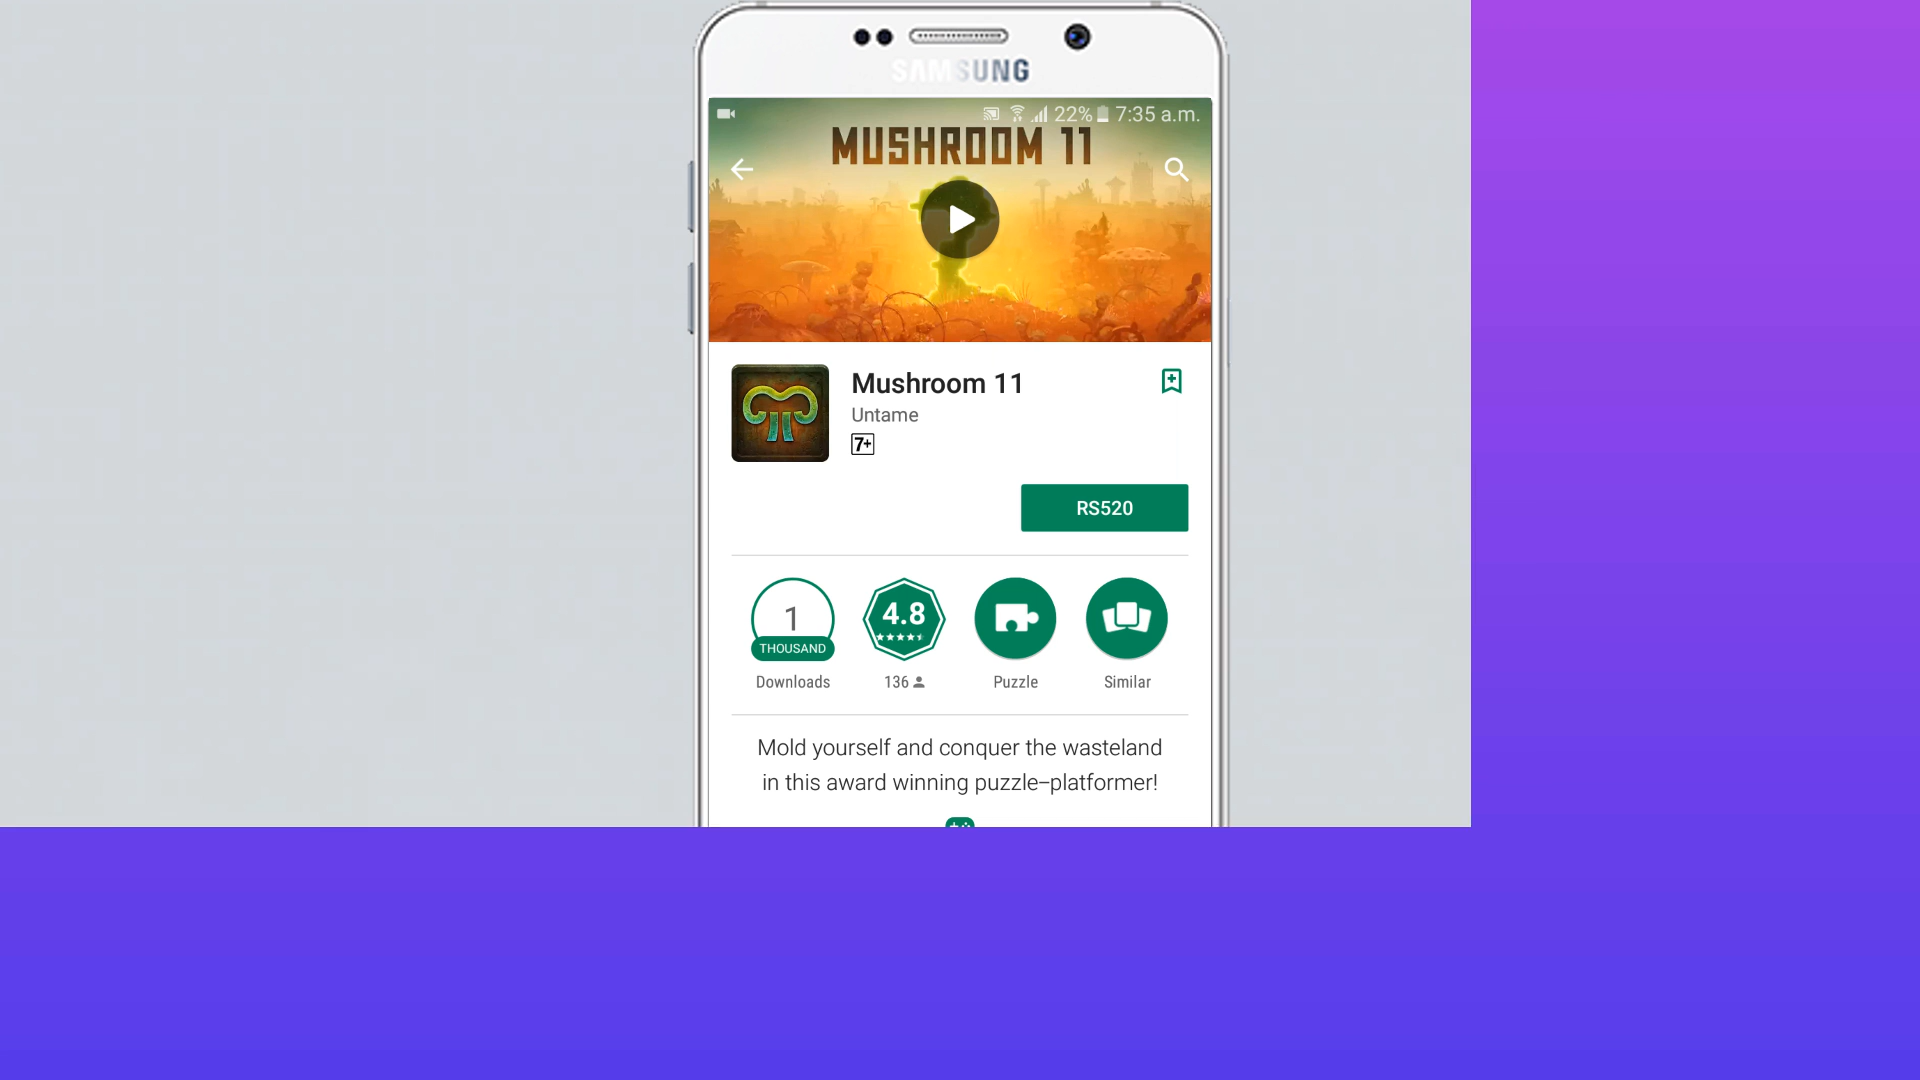 SAMSUNG
22% 7:35 a.m.
MUSHROOM 11
Mushroom 11
Untame
7+
RS520
1
THOUSAND
4.8
Downloads
136
Puzzle
Similar
Mold yourself and conquer the wasteland
in this award winning puzzle–platformer!